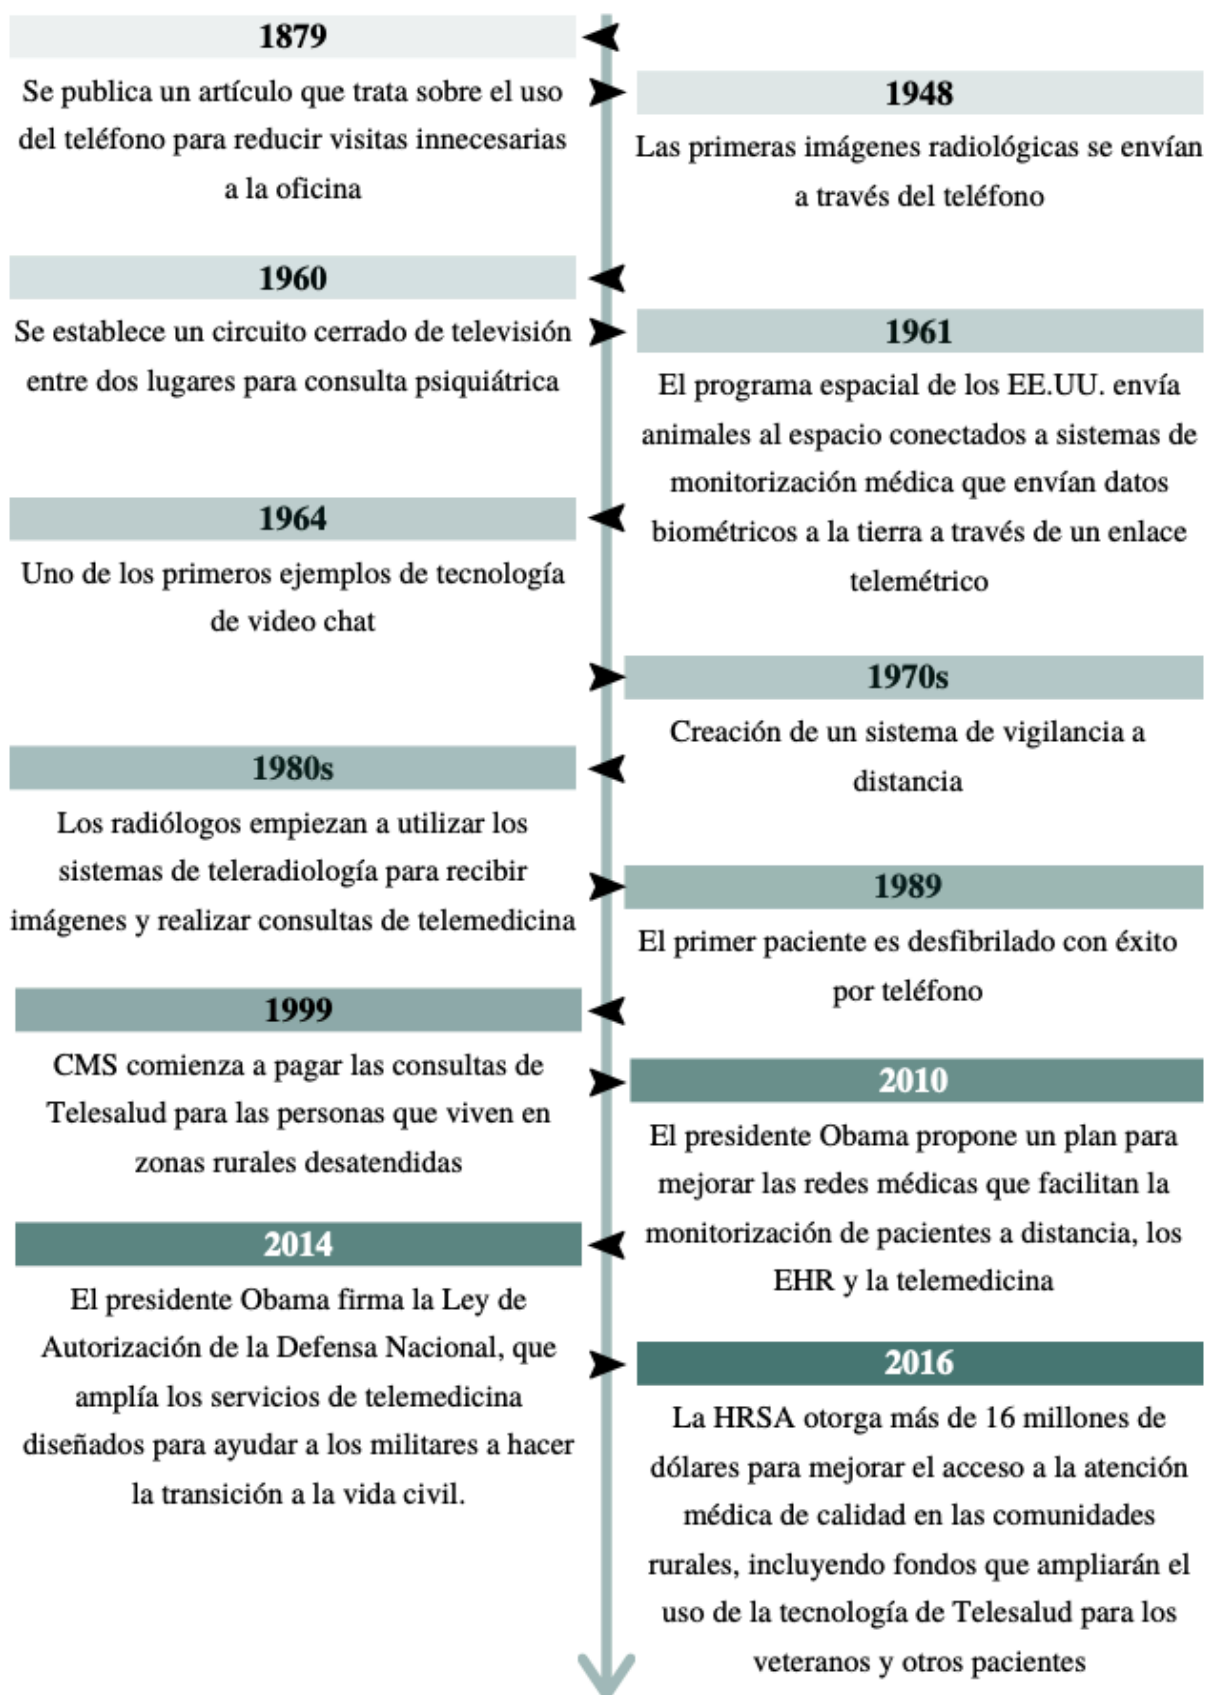 1879
Se publica un artículo que trata sobre el uso
del teléfono para reducir visitas innecesarias
a la oficina
1948
Las primeras imágenes radiológicas se envían
a través del teléfono
1960
Se establece un circuito cerrado de televisión
entre dos lugares para consulta psiquiátrica
1961
El programa espacial de los EE.UU. envía
animales al espacio conectados a sistemas de
monitorización médica que envían datos
biométricos a la tierra a través de un enlace
telemétrico
1964
Uno de los primeros ejemplos de tecnología
de video chat
1970s
Creación de un sistema de vigilancia a
distancia
1980s
Los radiólogos empiezan a utilizar los
sistemas de teleradiología para recibir
imágenes y realizar consultas de telemedicina
1989
El primer paciente es desfibrilado con éxito
por teléfono
1999
CMS comienza a pagar las consultas de
Telesalud para las personas que viven en
zonas rurales desatendidas
2010
El presidente Obama propone un plan para
mejorar las redes médicas que facilitan la
monitorización de pacientes a distancia, los
EHR y la telemedicina
2014
El presidente Obama firma la Ley de
Autorización de la Defensa Nacional, que
amplía los servicios de telemedicina
diseñados para ayudar a los militares a hacer
la transición a la vida civil.
2016
La HRSA otorga más de 16 millones de
dólares para mejorar el acceso a la atención
médica de calidad en las comunidades
rurales, incluyendo fondos que ampliarán el
uso de la tecnología de Telesalud para los
veteranos y otros pacientes